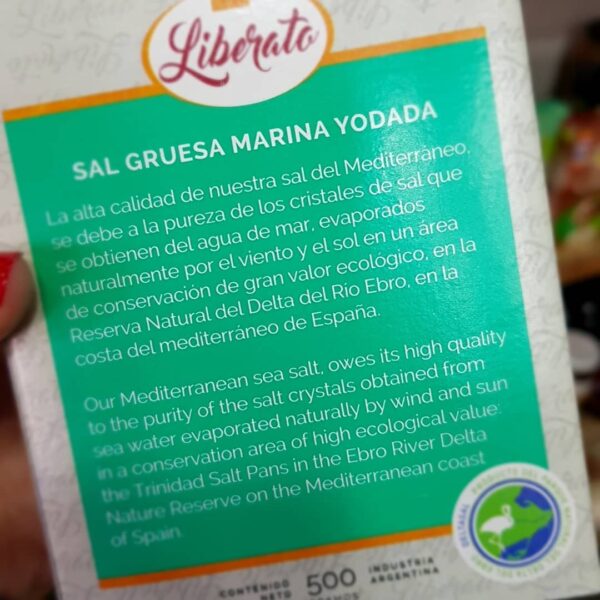 Liberato
SAL GRUESA MARINA YODADA
La alta calidad de nuestra sal del Mediterráneo,
se debe a la pureza de los cristales de sal que
se obtienen del agua de mar, evaporados
naturalmente por el viento y el sol en un área
de conservación de gran valor ecológico, en la
Reserva Natural del Delta del Río Ebro, en la
costa del mediterráneo de España.
Our Mediterranean sea salt, owes its high quality
to the purity of the salt crystals obtained from
sea water evaporated naturally by wind and sun
in a conservation area of high ecological value:
the Trinidad Salt Pans in the Ebro River Delta
Nature Reserve on the Mediterranean coast
of Spain.
DELTASAL
CONTENIDO
NETO
500
GRAMOS
INDUSTRIA
ARGENTINA